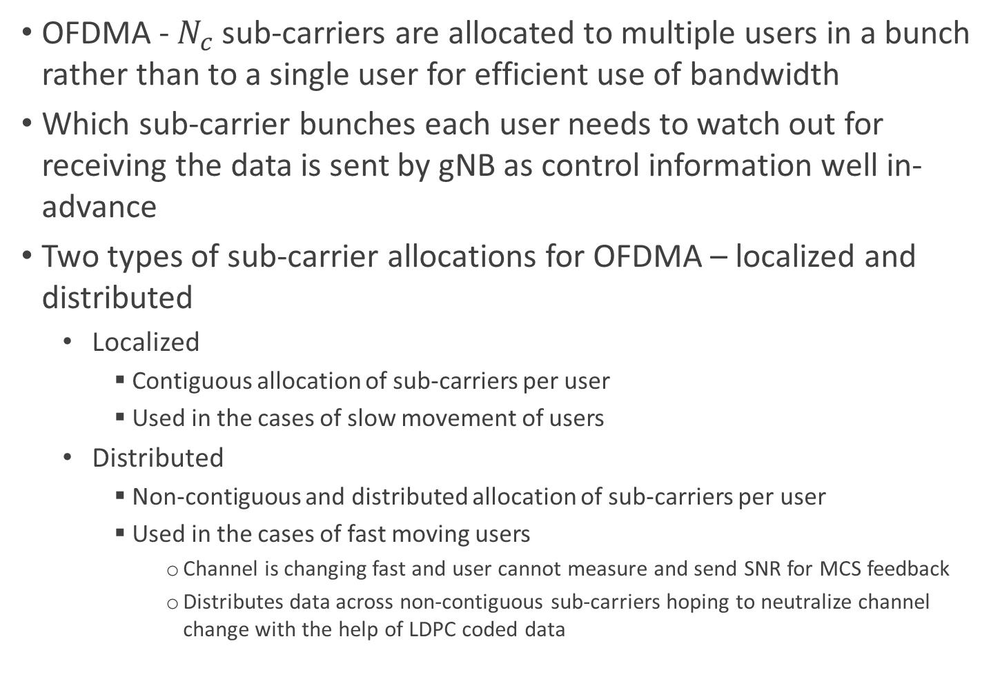 • OFDMA - N_c sub-carriers are allocated to multiple users in a bunch
rather than to a single user for efficient use of bandwidth
• Which sub-carrier bunches each user needs to watch out for
receiving the data is sent by gNB as control information well in-
advance
• Two types of sub-carrier allocations for OFDMA – localized and
distributed
• Localized
▪ Contiguous allocation of sub-carriers per user
▪ Used in the cases of slow movement of users
• Distributed
▪ Non-contiguous and distributed allocation of sub-carriers per user
▪ Used in the cases of fast moving users
o Channel is changing fast and user cannot measure and send SNR for MCS feedback
o Distributes data across non-contiguous sub-carriers hoping to neutralize channel
change with the help of LDPC coded data